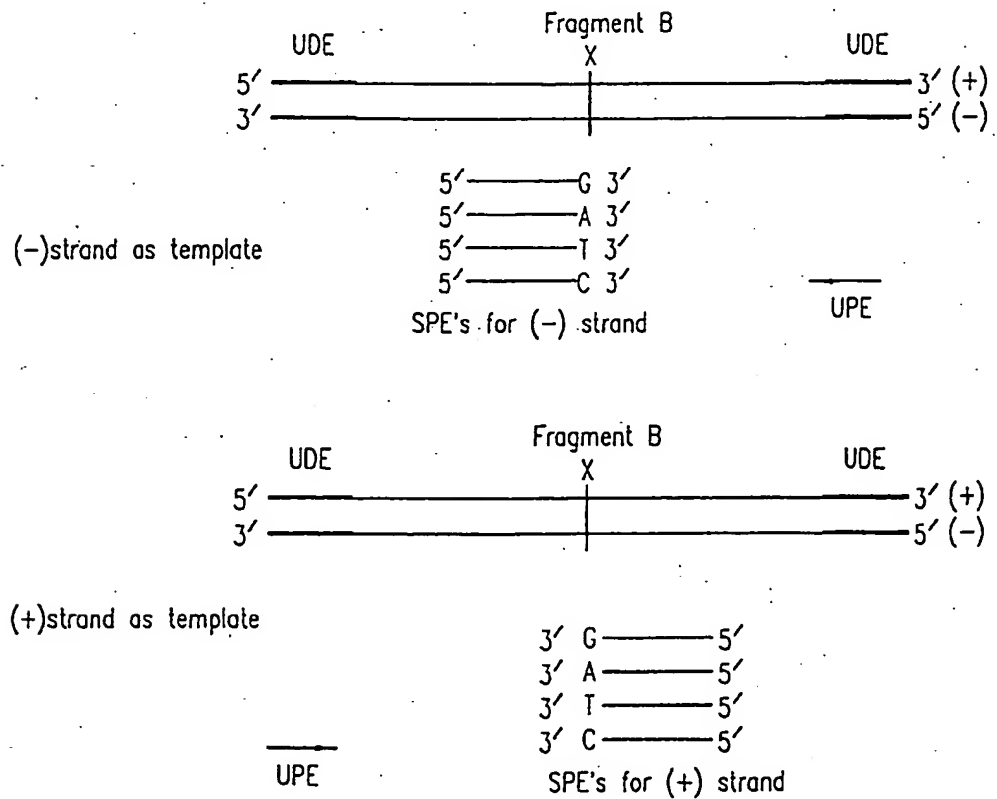 Fragment B
UDE X UDE
5′ 3′ (+)
3′ 5′ (−)
5′ G 3′
5′ A 3′
(−)strand as template
5′ T 3′
5′ C 3′
UPE
SPE's for (−) strand
Fragment B
UDE X UDE
5′ 3′ (+)
3′ 5′ (−)
(+)strand as template
3′ G 5′
3′ A 5′
3′ T 5′
3′ C 5′
UPE
SPE's for (+) strand